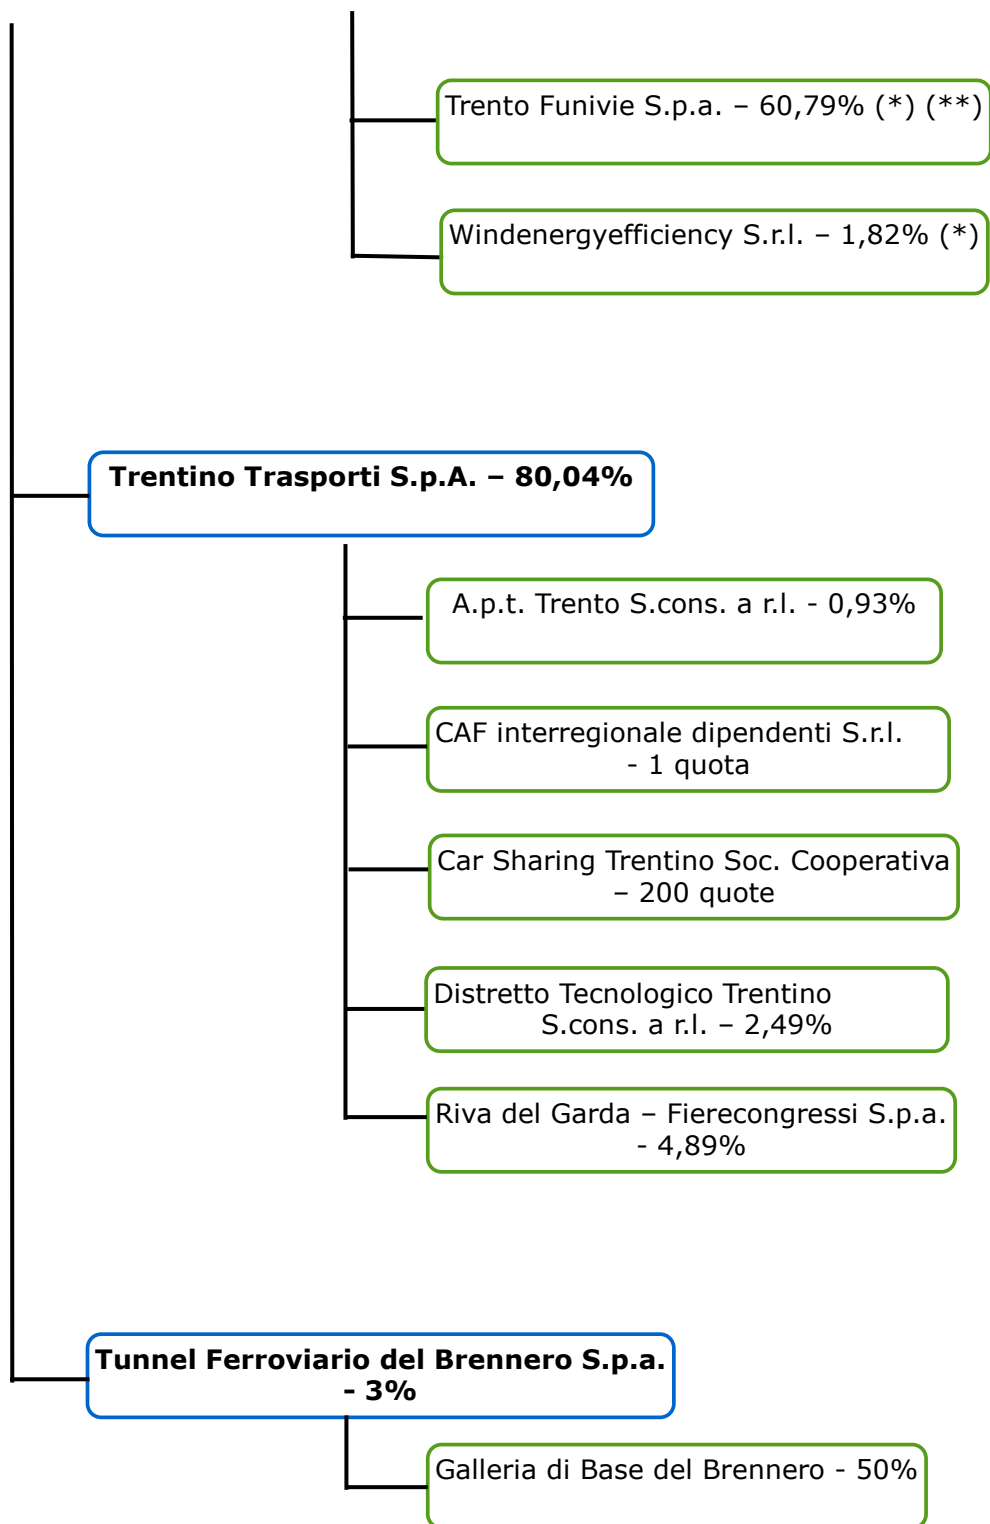 Trento Funivie S.p.a. – 60,79% (*) (**)
Windenergyefficiency S.r.l. – 1,82% (*)
Trentino Trasporti S.p.A. – 80,04%
A.p.t. Trento S.cons. a r.l. - 0,93%
CAF interregionale dipendenti S.r.l.
- 1 quota
Car Sharing Trentino Soc. Cooperativa
– 200 quote
Distretto Tecnologico Trentino
S.cons. a r.l. – 2,49%
Riva del Garda – Fierecongressi S.p.a.
- 4,89%
Tunnel Ferroviario del Brennero S.p.a.
- 3%
Galleria di Base del Brennero - 50%